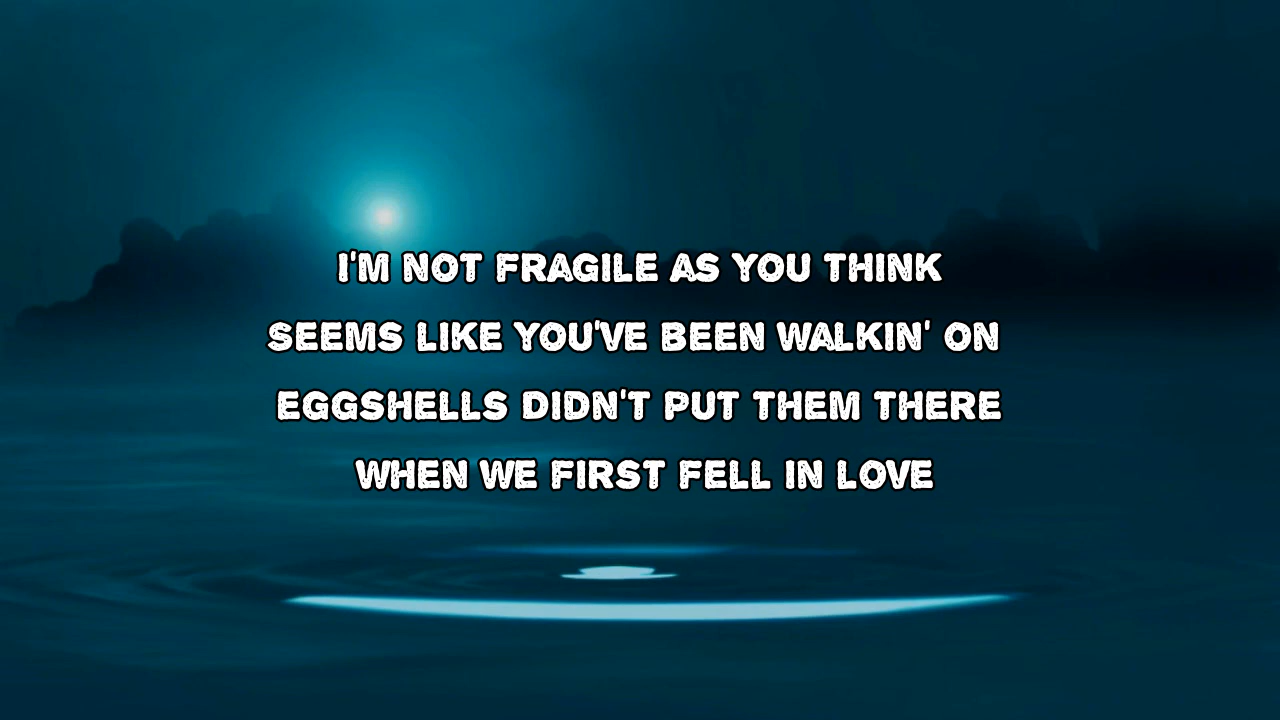 I'M NOT FRAGILE AS YOU THINK
SEEMS LIKE YOU'VE BEEN WALKIN' ON
EGGSHELLS DIDN'T PUT THEM THERE
WHEN WE FIRST FELL IN LOVE